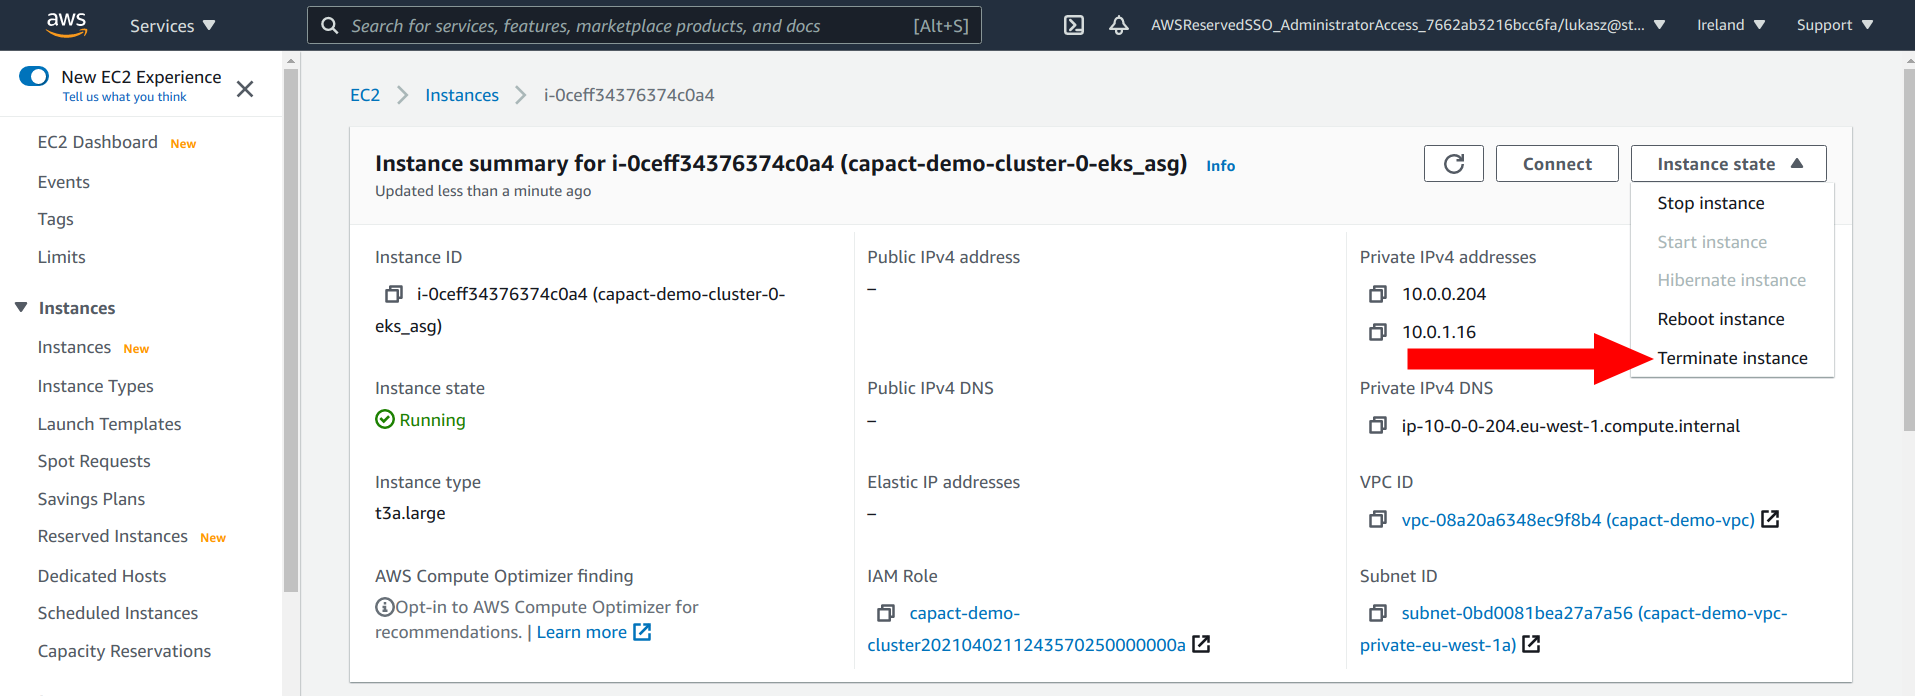 aws
Services
Search for services, features, marketplace products, and docs
[Alt+S]
AWSReservedSSO_AdministratorAccess_7662ab3216bcc6fa/lukasz@st...
Ireland
Support
New EC2 Experience
Tell us what you think
EC2 Dashboard New
Events
Tags
Limits
Instances
Instances New
Instance Types
Launch Templates
Spot Requests
Savings Plans
Reserved Instances New
Dedicated Hosts
Scheduled Instances
Capacity Reservations
EC2
Instances
i-0ceff34376374c0a4
Instance summary for i-0ceff34376374c0a4 (capact-demo-cluster-0-eks_asg) Info
Updated less than a minute ago
Connect
Instance state
Stop instance
Start instance
Hibernate instance
Reboot instance
Terminate instance
Instance ID
i-0ceff34376374c0a4 (capact-demo-cluster-0-
eks_asg)
Public IPv4 address
–
Private IPv4 addresses
10.0.0.204
10.0.1.16
Instance state
Running
Public IPv4 DNS
–
Private IPv4 DNS
ip-10-0-0-204.eu-west-1.compute.internal
Instance type
t3a.large
Elastic IP addresses
–
VPC ID
vpc-08a20a6348ec9f8b4 (capact-demo-vpc)
AWS Compute Optimizer finding
Opt-in to AWS Compute Optimizer for
recommendations. | Learn more
IAM Role
capact-demo-
cluster20210402112435702500000​00a
Subnet ID
subnet-0bd0081bea27a7a56 (capact-demo-vpc-
private-eu-west-1a)